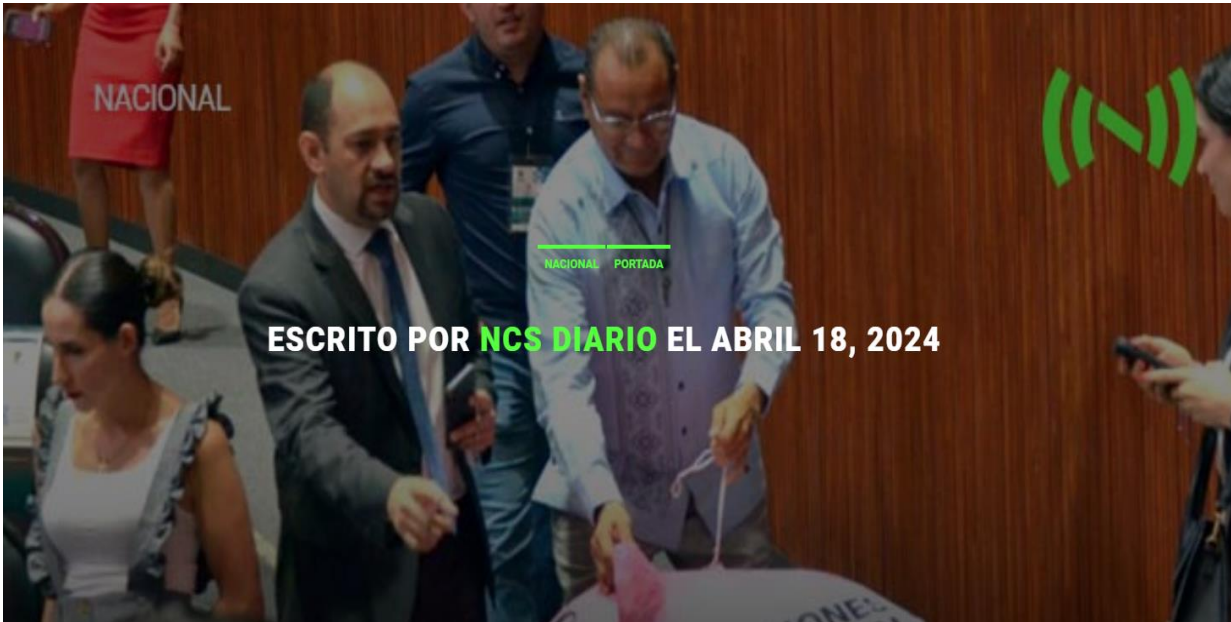 NACIONAL
NACIONAL PORTADA
ESCRITO POR NCS DIARIO EL ABRIL 18, 2024